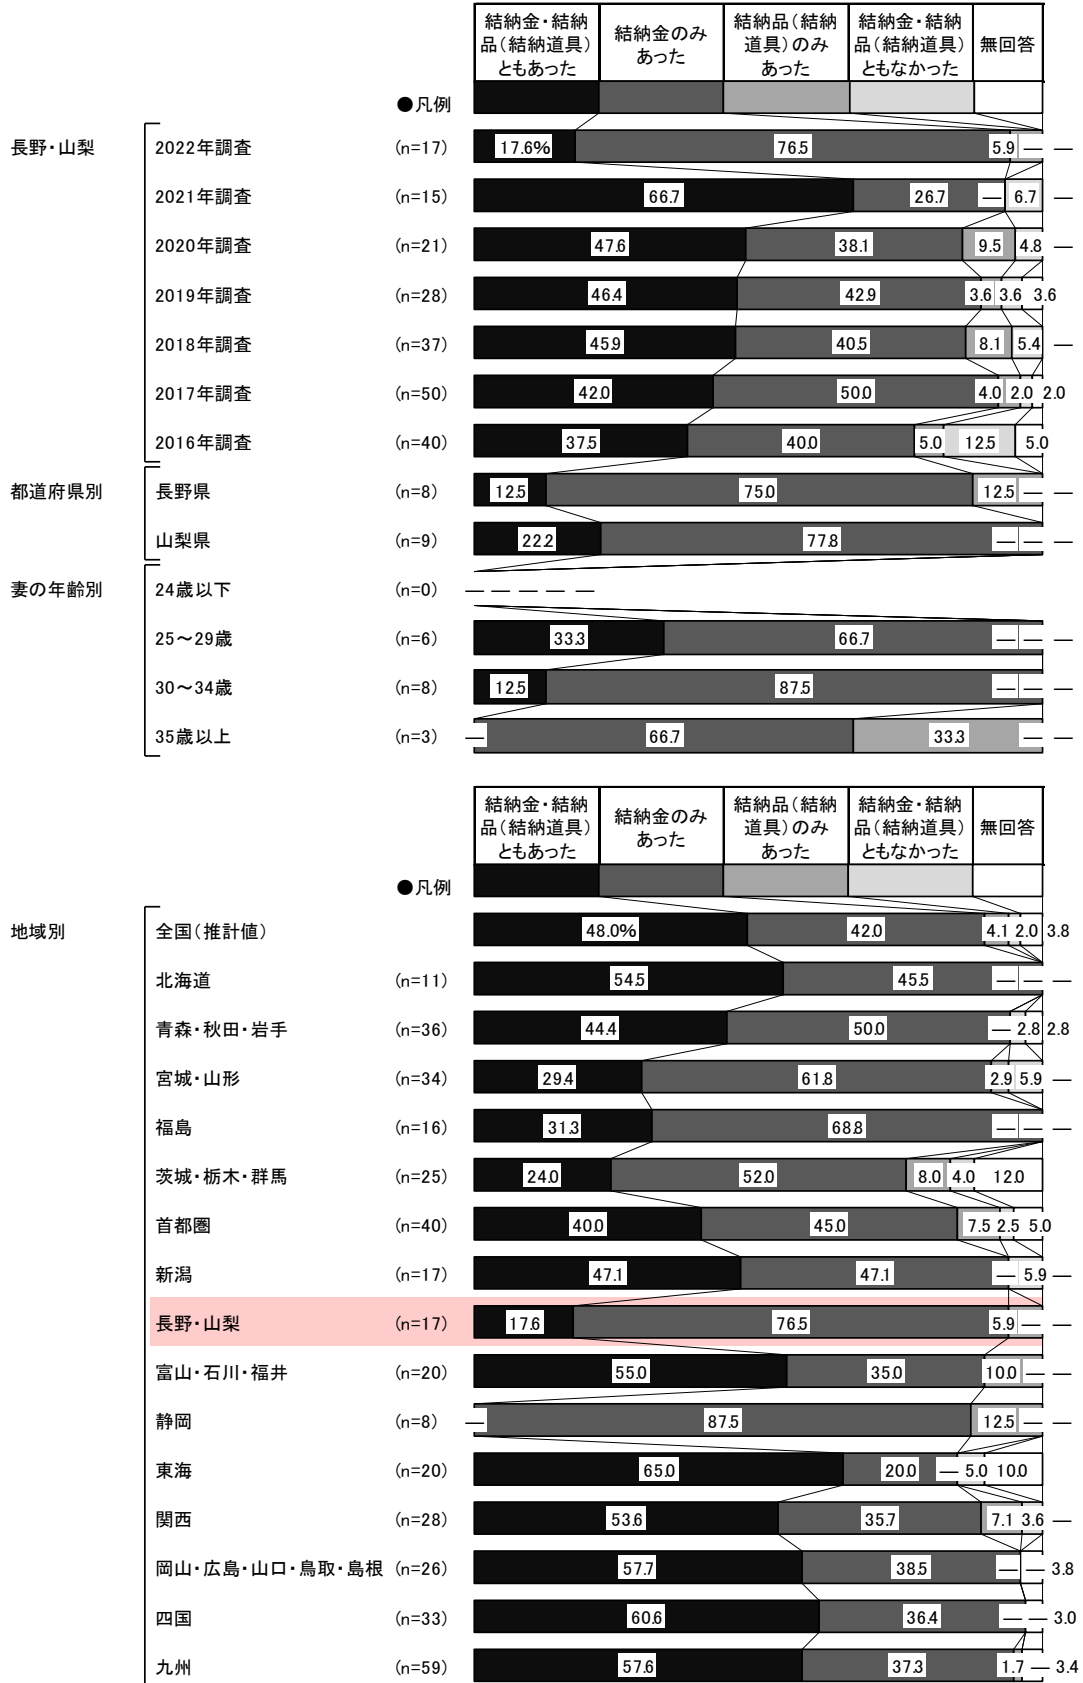 結納金・結納
品(結納道具)
ともあった
結納金のみ
あった
結納品(結納
道具)のみ
あった
結納金・結納
品(結納道具)
ともなかった
無回答
●凡例
長野・山梨
2022年調査 (n=17) 17.6% 76.5 5.9 — —
2021年調査 (n=15) 66.7 26.7 — 6.7 —
2020年調査 (n=21) 47.6 38.1 9.5 4.8 —
2019年調査 (n=28) 46.4 42.9 3.6 3.6 3.6
2018年調査 (n=37) 45.9 40.5 8.1 5.4 —
2017年調査 (n=50) 42.0 50.0 4.0 2.0 2.0
2016年調査 (n=40) 37.5 40.0 5.0 12.5 5.0
都道府県別
長野県 (n=8) 12.5 75.0 12.5 — —
山梨県 (n=9) 22.2 77.8 — — —
妻の年齢別
24歳以下 (n=0) — — — — —
25～29歳 (n=6) 33.3 66.7 — — —
30～34歳 (n=8) 12.5 87.5 — — —
35歳以上 (n=3) — 66.7 33.3 — —
結納金・結納
品(結納道具)
ともあった
結納金のみ
あった
結納品(結納
道具)のみ
あった
結納金・結納
品(結納道具)
ともなかった
無回答
●凡例
地域別
全国(推計値) 48.0% 42.0 4.1 2.0 3.8
北海道 (n=11) 54.5 45.5 — — —
青森・秋田・岩手 (n=36) 44.4 50.0 — 2.8 2.8
宮城・山形 (n=34) 29.4 61.8 2.9 5.9 —
福島 (n=16) 31.3 68.8 — — —
茨城・栃木・群馬 (n=25) 24.0 52.0 8.0 4.0 12.0
首都圏 (n=40) 40.0 45.0 7.5 2.5 5.0
新潟 (n=17) 47.1 47.1 — 5.9 —
長野・山梨 (n=17) 17.6 76.5 5.9 — —
富山・石川・福井 (n=20) 55.0 35.0 10.0 — —
静岡 (n=8) — 87.5 12.5 — —
東海 (n=20) 65.0 20.0 — 5.0 10.0
関西 (n=28) 53.6 35.7 7.1 3.6 —
岡山・広島・山口・鳥取・島根 (n=26) 57.7 38.5 — — 3.8
四国 (n=33) 60.6 36.4 — — 3.0
九州 (n=59) 57.6 37.3 1.7 — 3.4